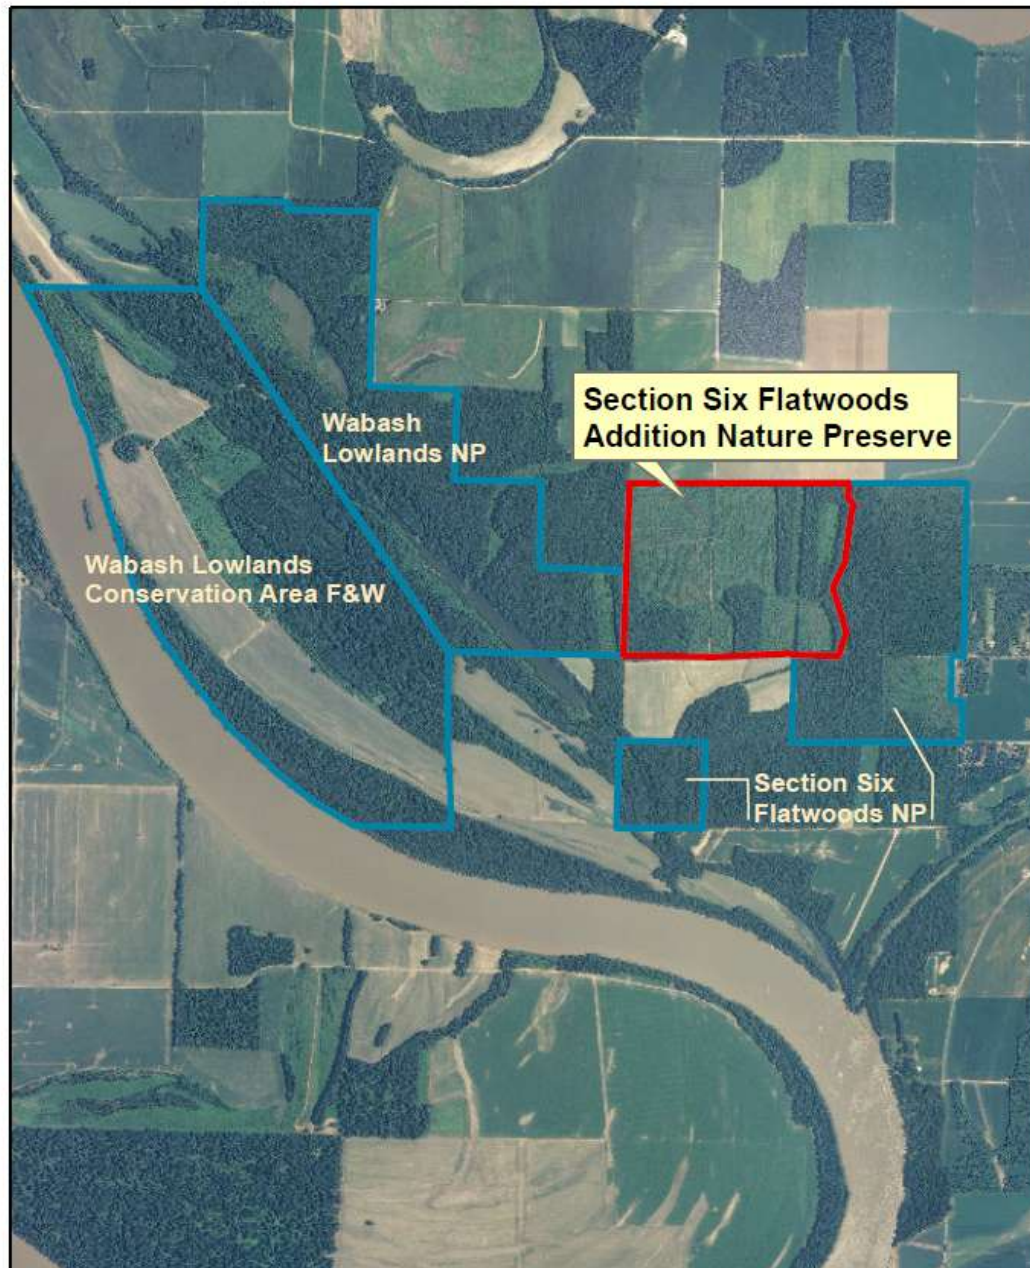 Section Six Flatwoods
Addition Nature Preserve
Wabash
Lowlands NP
Wabash Lowlands
Conservation Area F&W
Section Six
Flatwoods NP